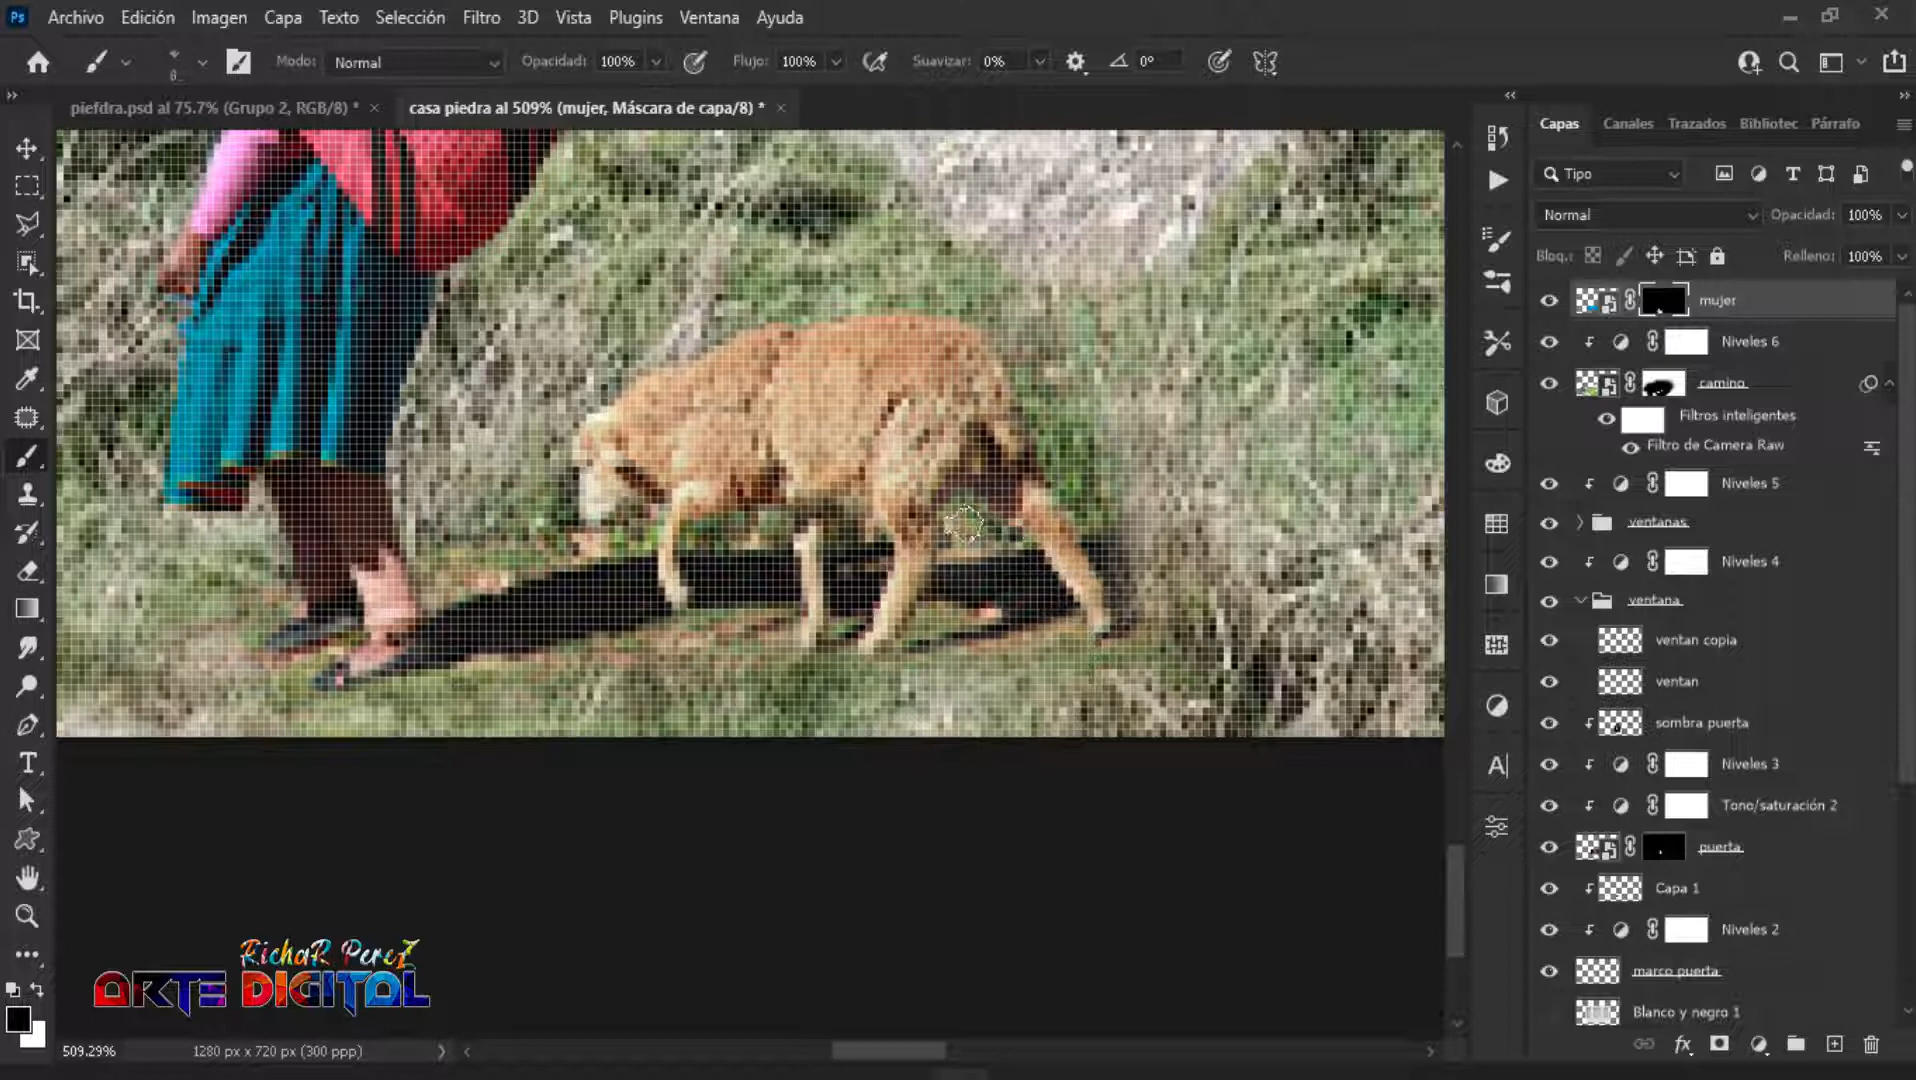 Ps Archivo Edición Imagen Capa Texto Selección Filtro 3D Vista Plugins Ventana Ayuda
Modo: Normal Opacidad: 100% Flujo: 100% Suavizar: 0% 0°
piefdra.psd al 75.7% (Grupo 2, RGB/8) *
casa piedra al 509% (mujer, Máscara de capa/8) *
Capas Canales Trazados Bibliotec Párrafo
Tipo
Normal Opacidad: 100%
Bloq.: Relleno: 100%
mujer
Niveles 6
camino
Filtros inteligentes
Filtro de Camera Raw
Niveles 5
ventanas
Niveles 4
ventana
ventan copia
ventan
sombra puerta
Niveles 3
Tono/saturación 2
puerta
Capa 1
Niveles 2
marco puerta
Blanco y negro 1
RichaR PereZ
ARTE DIGITAL
509.29% 1280 px x 720 px (300 ppp)